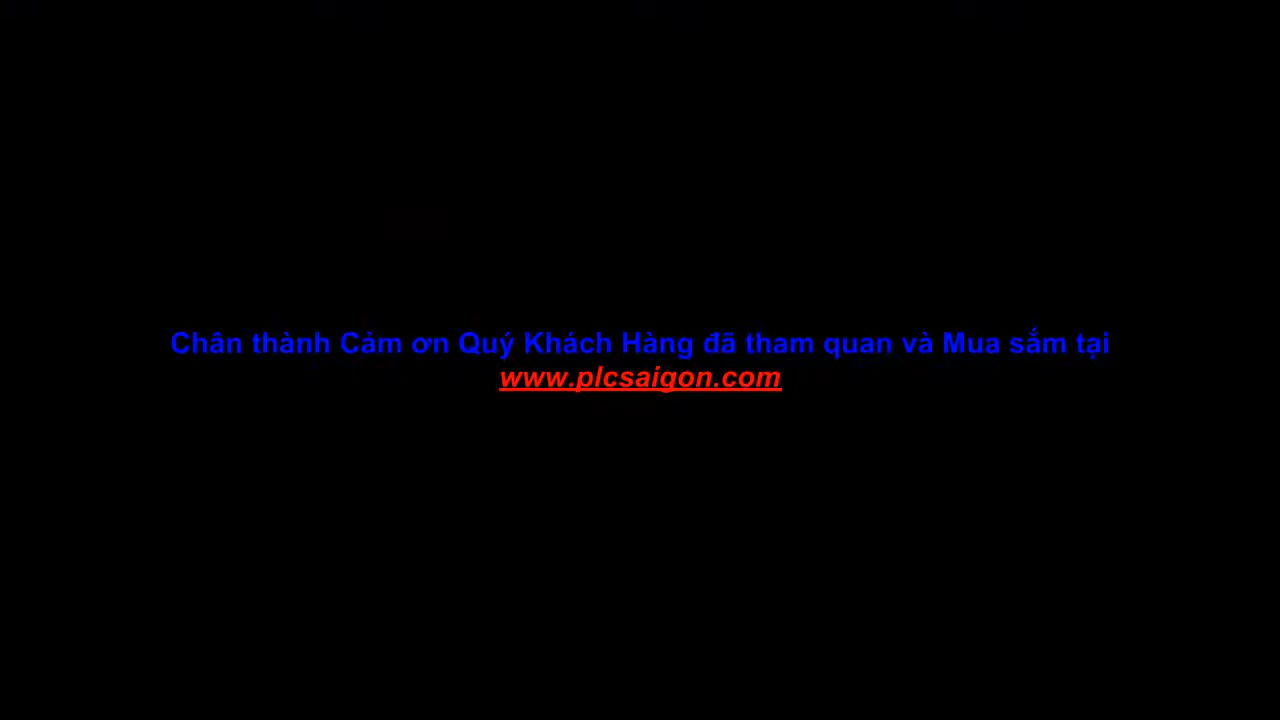 Chân thành Cảm ơn Quý Khách Hàng đã tham quan và Mua sắm tại
www.plcsaigon.com